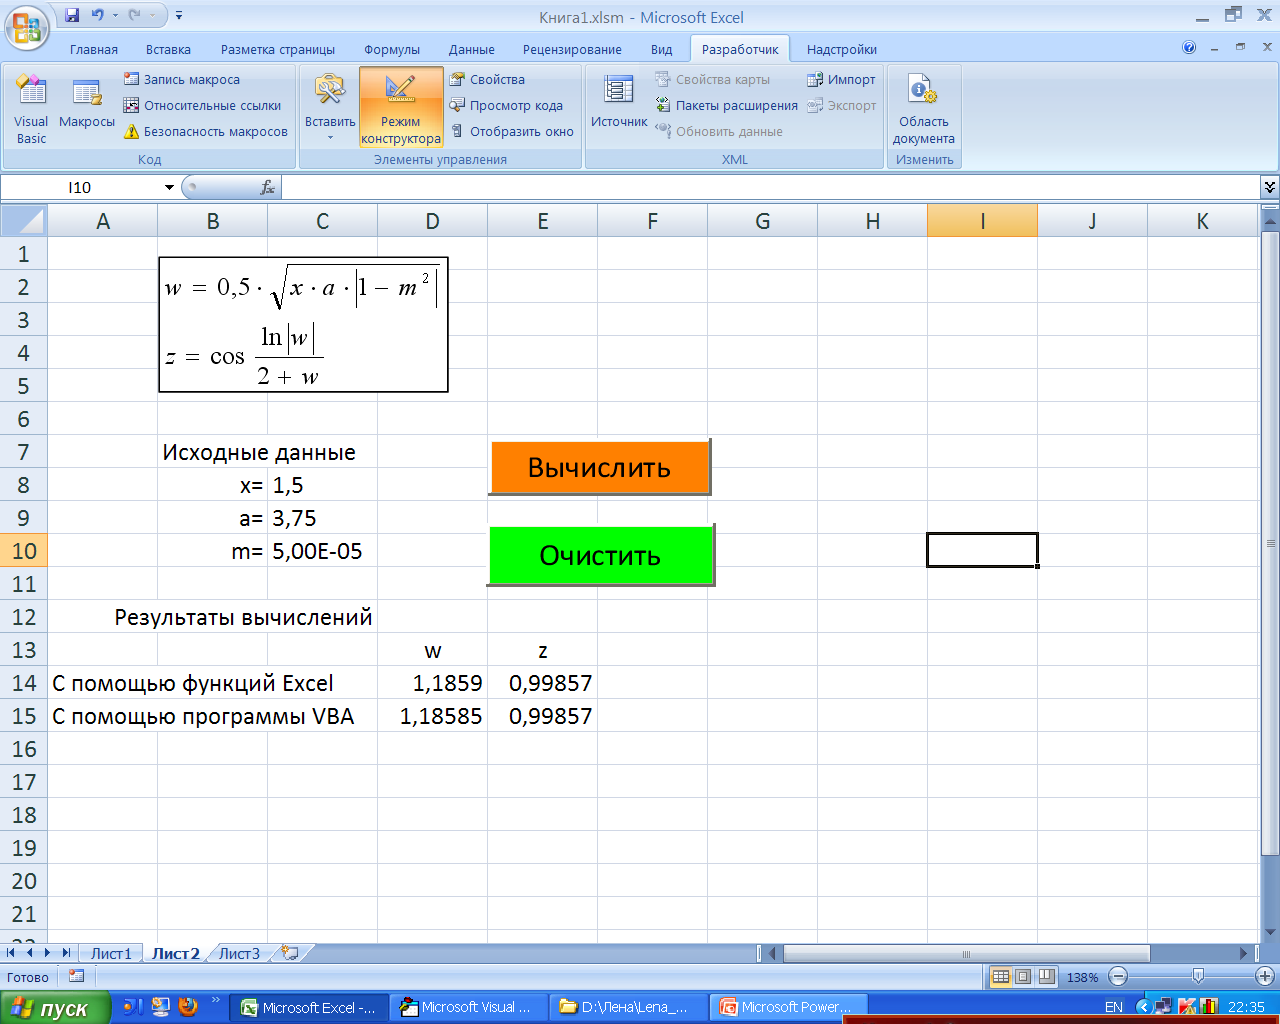 Книга1.xlsm - Microsoft Excel
Главная Вставка Разметка страницы Формулы Данные Рецензирование Вид Разработчик Надстройки
Visual Basic
Макросы
Запись макроса
Относительные ссылки
Безопасность макросов
Код
Вставить
Режим конструктора
Свойства
Просмотр кода
Отобразить окно
Элементы управления
Источник
Свойства карты
Пакеты расширения
Обновить данные
Импорт
Экспорт
XML
Область документа
Изменить
I10 fx
A B C D E F G H I J K
1
2
3
4
5
6
7
8
9
10
11
12
13
14
15
16
17
18
19
20
21
w = 0,5 · √x · a · |1 − m²|
z = cos ln|w| / 2 + w
Исходные данные
x= 1,5
a= 3,75
m= 5,00E-05
Вычислить
Очистить
Результаты вычислений
w z
С помощью функций Excel 1,1859 0,99857
С помощью программы VBA 1,18585 0,99857
Лист1 Лист2 Лист3
Готово 138%
пуск » Microsoft Excel -... Microsoft Visual ... D:\Лена\Lena_... Microsoft Power... EN 22:35